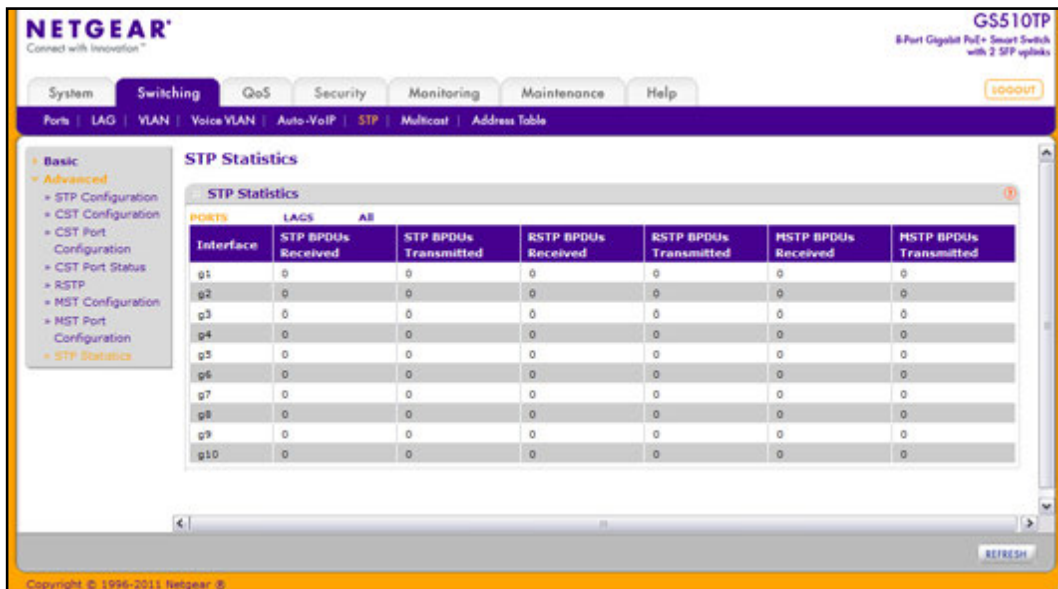 NETGEAR®
Connect with Innovation™
GS510TP
8-Port Gigabit PoE+ Smart Switch
with 2 SFP uplinks
System Switching QoS Security Monitoring Maintenance Help LOGOUT
Ports | LAG | VLAN | Voice VLAN | Auto-VoIP | STP | Multicast | Address Table
Basic
Advanced
» STP Configuration
» CST Configuration
» CST Port
Configuration
» CST Port Status
» RSTP
» MST Configuration
» MST Port
Configuration
» STP Statistics
STP Statistics
STP Statistics
PORTS LAGS All
Interface STP BPDUs Received STP BPDUs Transmitted RSTP BPDUs Received RSTP BPDUs Transmitted MSTP BPDUs Received MSTP BPDUs Transmitted
g1 0 0 0 0 0 0
g2 0 0 0 0 0 0
g3 0 0 0 0 0 0
g4 0 0 0 0 0 0
g5 0 0 0 0 0 0
g6 0 0 0 0 0 0
g7 0 0 0 0 0 0
g8 0 0 0 0 0 0
g9 0 0 0 0 0 0
g10 0 0 0 0 0 0
REFRESH
Copyright © 1996-2011 Netgear ®